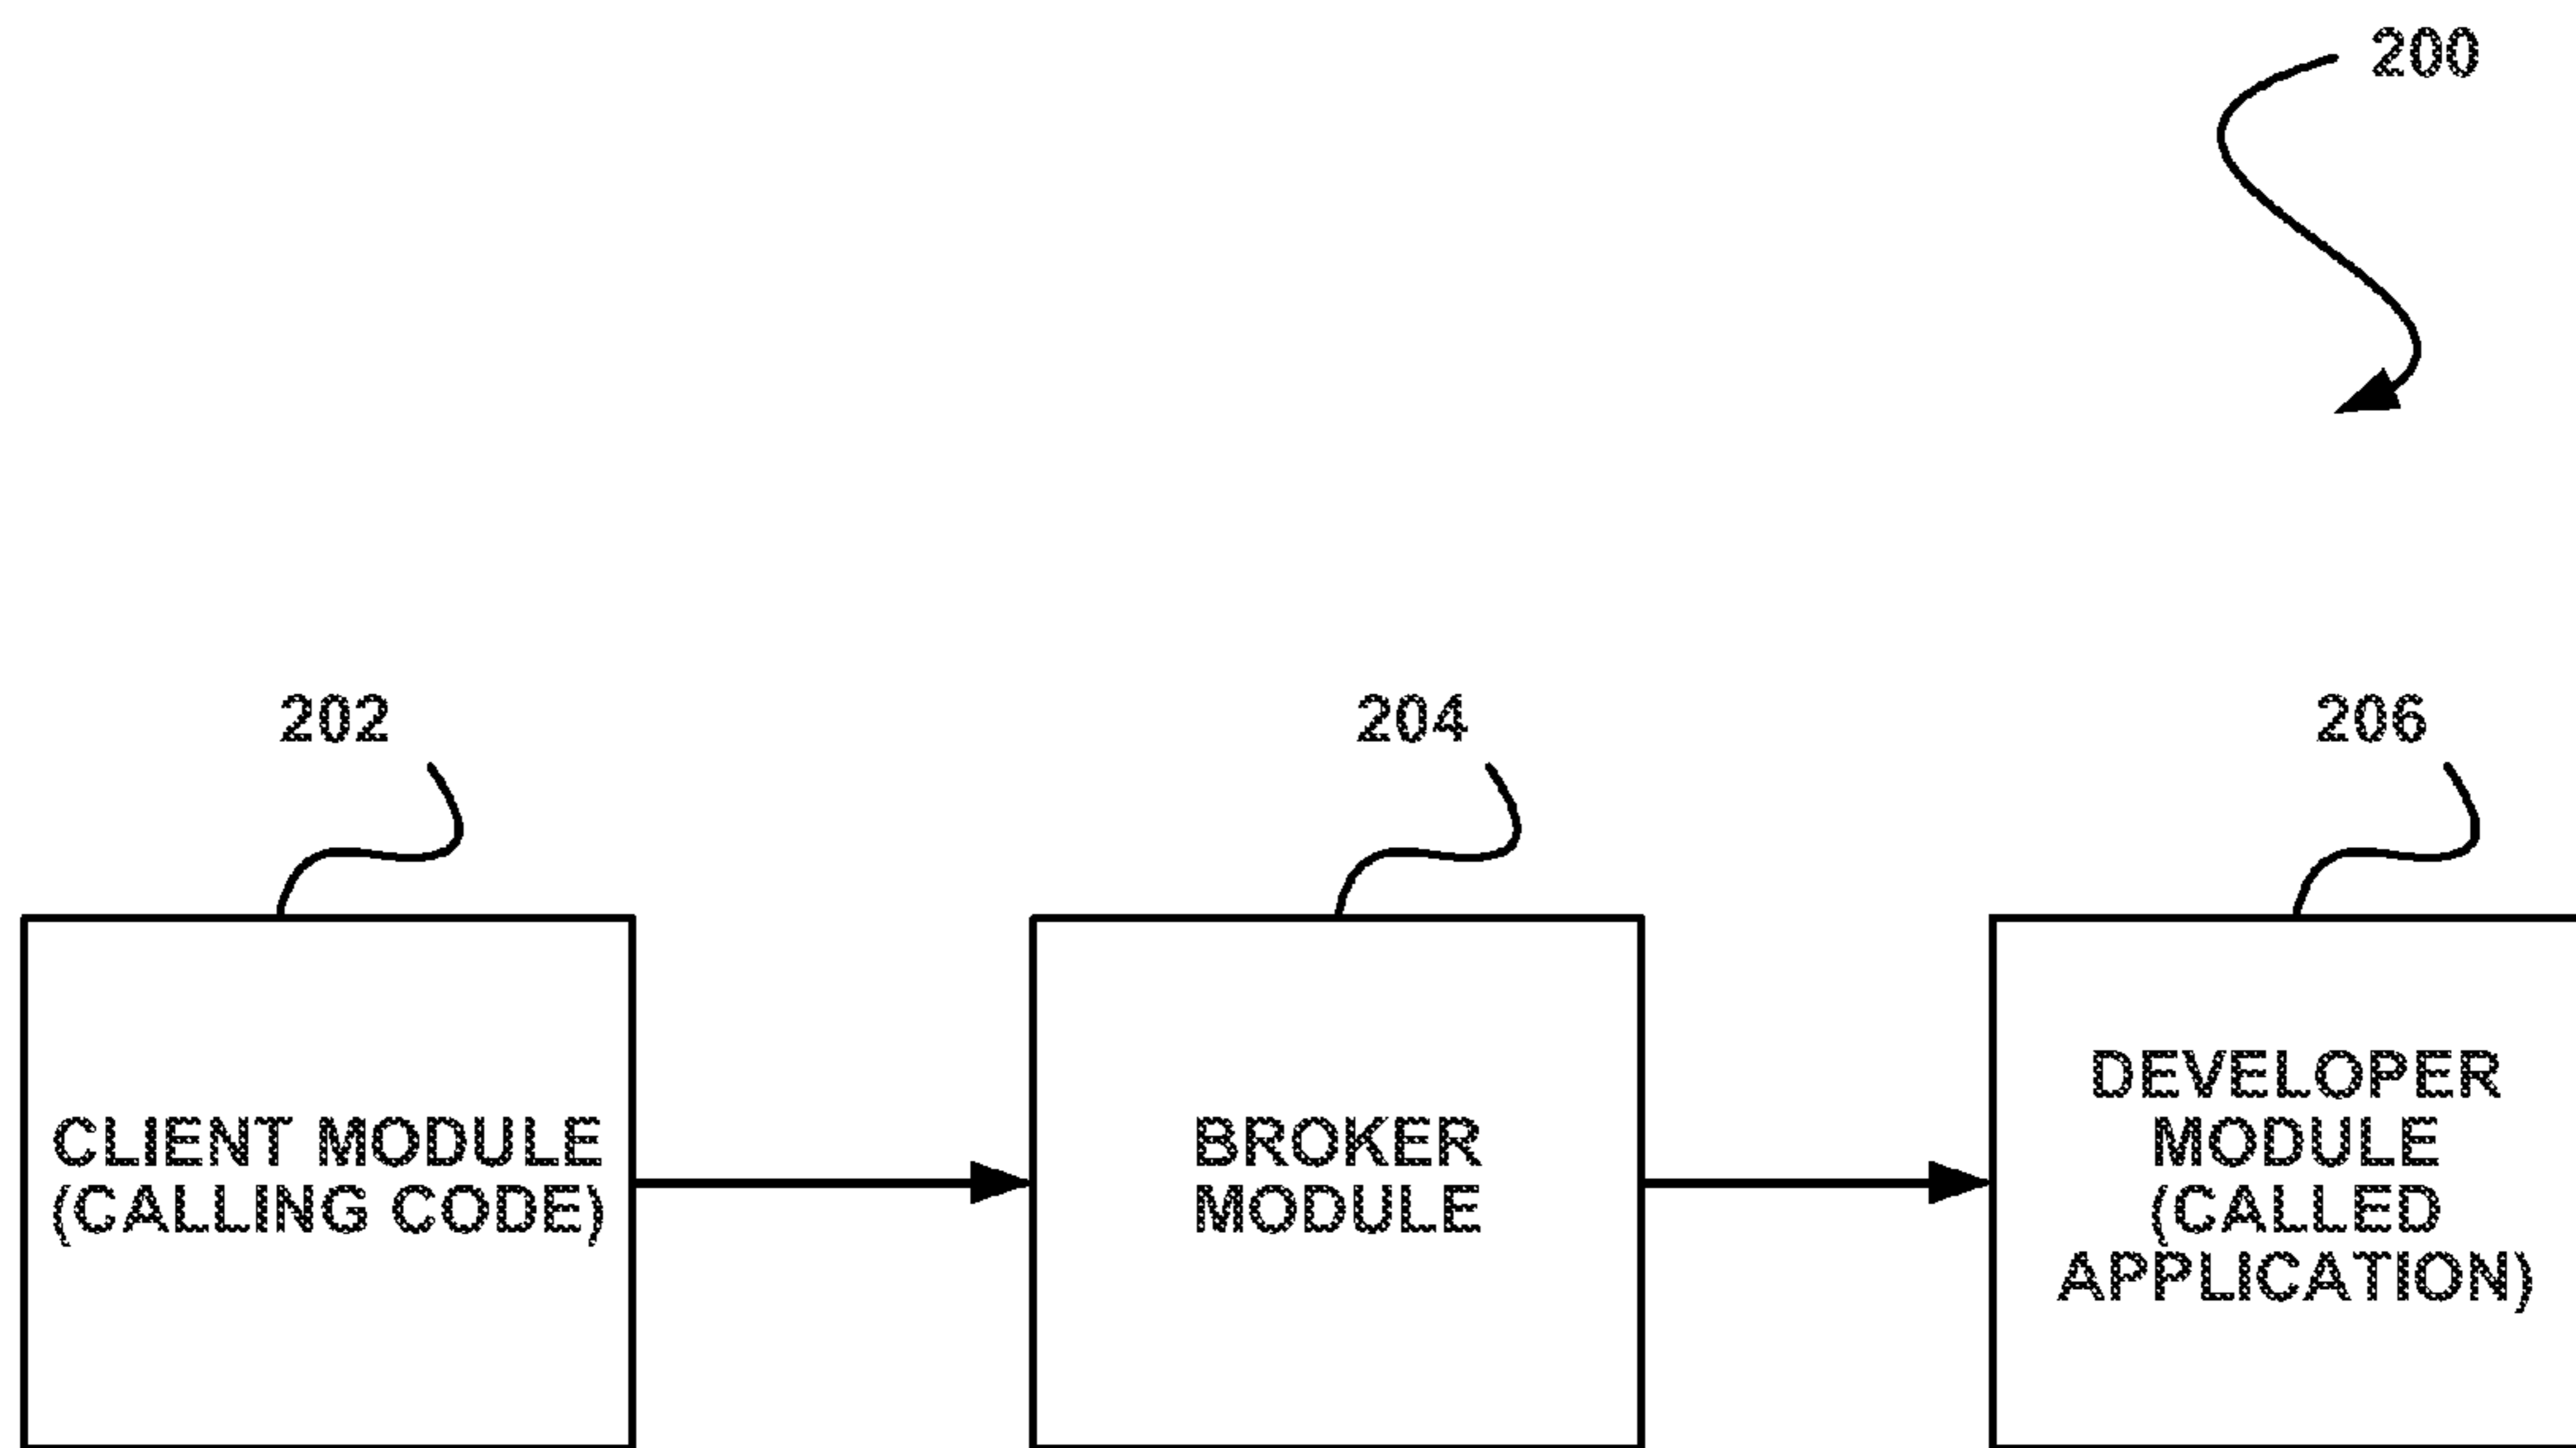 200
202
204
206
CLIENT MODULE
(CALLING CODE)
BROKER
MODULE
DEVELOPER
MODULE
(CALLED
APPLICATION)